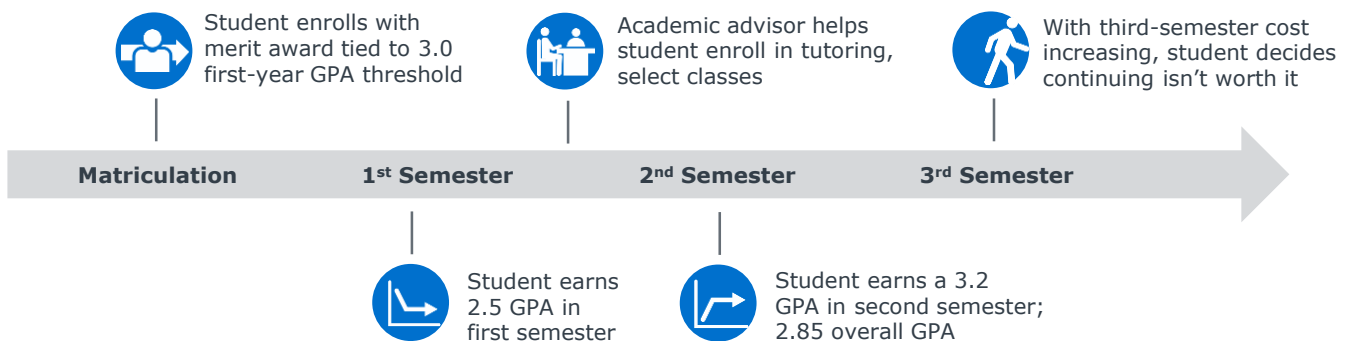 Student enrolls with
merit award tied to 3.0
first-year GPA threshold
Academic advisor helps
student enroll in tutoring,
select classes
With third-semester cost
increasing, student decides
continuing isn’t worth it
Matriculation
1st Semester
2nd Semester
3rd Semester
Student earns
2.5 GPA in
first semester
Student earns a 3.2
GPA in second semester;
2.85 overall GPA